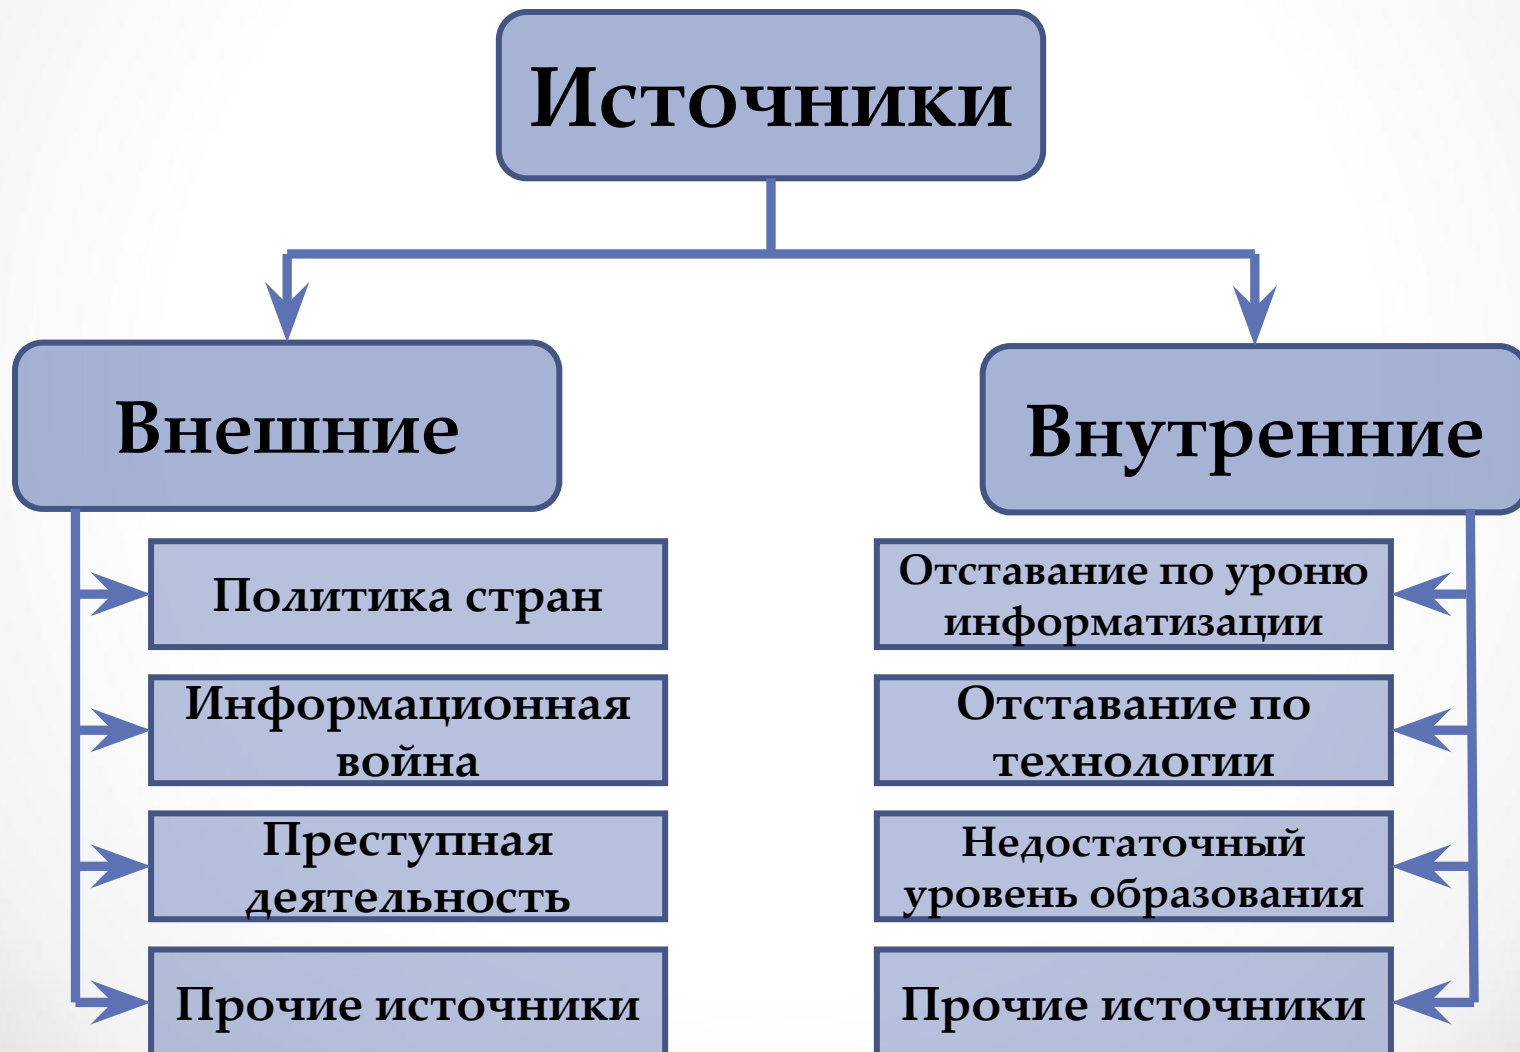 Источники
Внешние
Внутренние
Политика стран
Информационная
война
Преступная
деятельность
Прочие источники
Отставание по уроню
информатизации
Отставание по
технологии
Недостаточный
уровень образования
Прочие источники